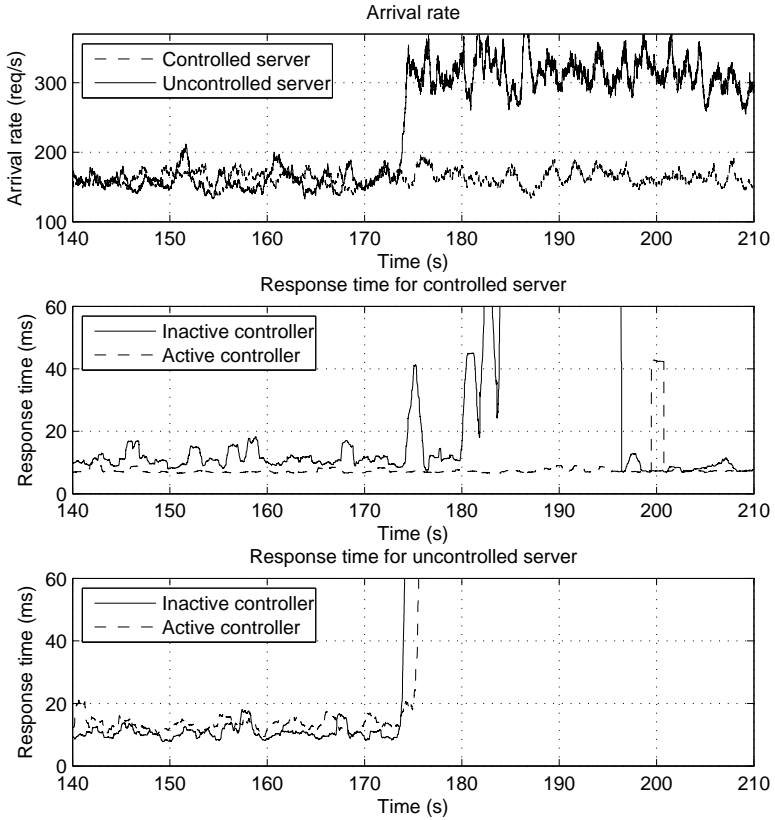 Arrival rate
Arrival rate (req/s)
300
200
100
Controlled server
Uncontrolled server
140 150 160 170 180 190 200 210
Time (s)
Response time for controlled server
Response time (ms)
60
40
20
0
Inactive controller
Active controller
140 150 160 170 180 190 200 210
Time (s)
Response time for uncontrolled server
Response time (ms)
60
40
20
0
Inactive controller
Active controller
140 150 160 170 180 190 200 210
Time (s)